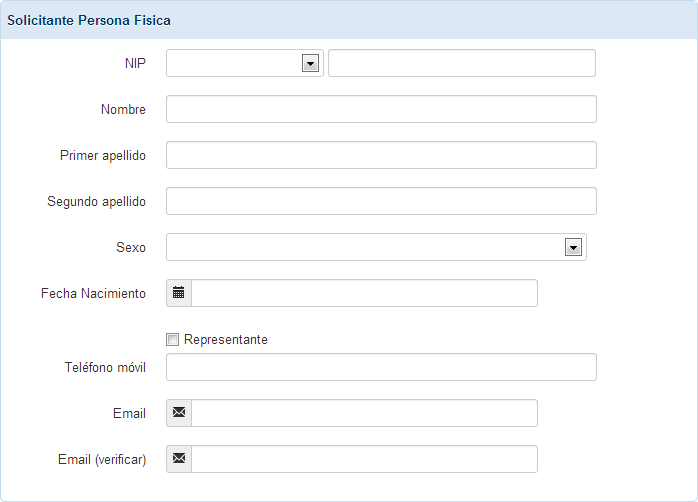 Solicitante Persona Fisica
NIP
Nombre
Primer apellido
Segundo apellido
Sexo
Fecha Nacimiento
Representante
Teléfono móvil
Email
Email (verificar)